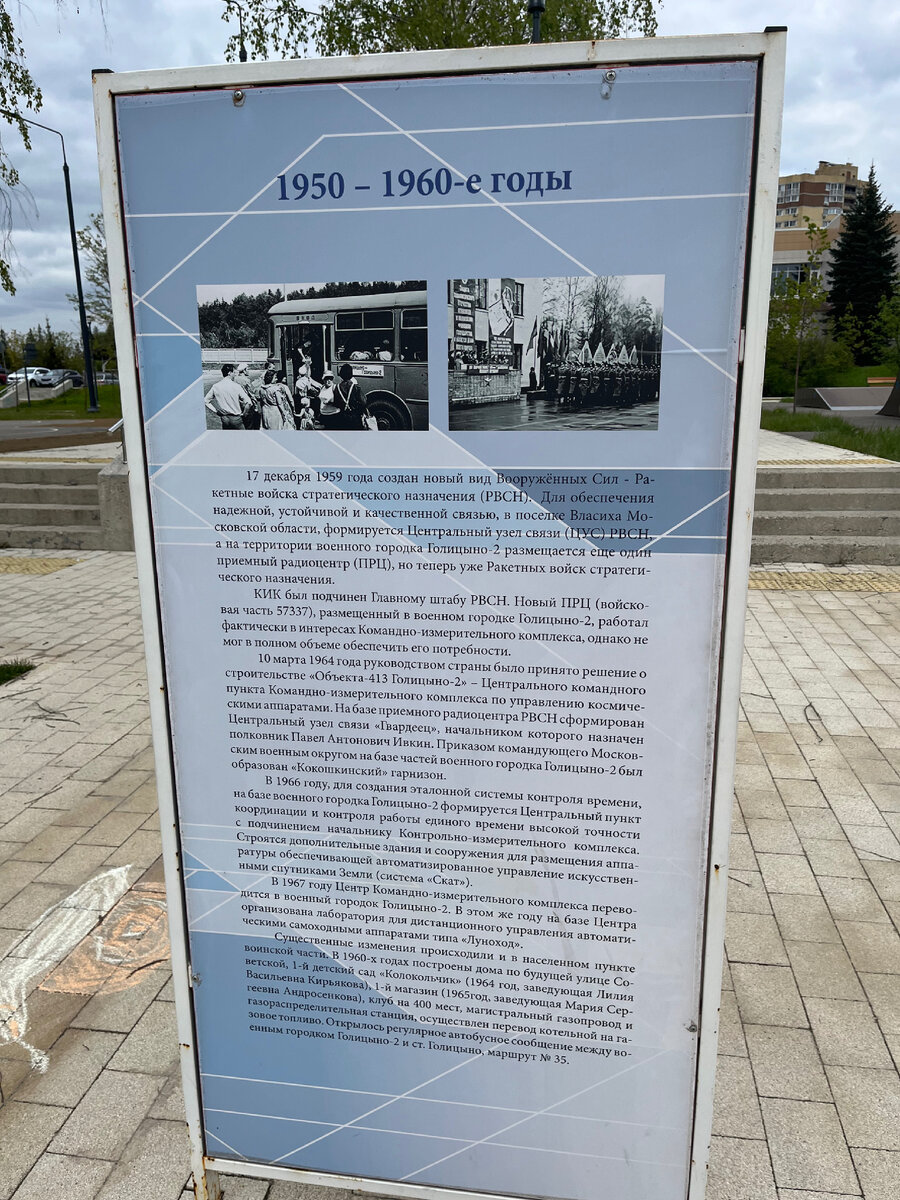 1950 – 1960-е годы
17 декабря 1959 года создан новый вид Вооружённых Сил - Ра-
кетные войска стратегического назначения (РВСН). Для обеспечения
надежной, устойчивой и качественной связью, в поселке Власиха Мо-
сковской области, формируется Центральный узел связи (ЦУС) РВСН,
а на территории военного городка Голицыно-2 размещается еще один
приемный радиоцентр (ПРЦ), но теперь уже Ракетных войск страте-
гического назначения.
КИК был подчинен Главному штабу РВСН. Новый ПРЦ (войско-
вая часть 57337), размещенный в военном городке Голицыно-2, работал
фактически в интересах Командно-измерительного комплекса, однако не
мог в полном объеме обеспечить его потребности.
10 марта 1964 года руководством страны было принято решение о
строительстве «Объекта-413 Голицыно-2» – Центрального командного
пункта Командно-измерительного комплекса по управлению космиче-
скими аппаратами. На базе приемного радиоцентра РВСН сформирован
Центральный узел связи «Гвардеец», начальником которого назначен
полковник Павел Антонович Ивкин. Приказом командующего Москов-
ским военным округом на базе частей военного городка Голицыно-2 был
образован «Кокошкинский» гарнизон.
В 1966 году, для создания эталонной системы контроля времени,
на базе военного городка Голицыно-2 формируется Центральный пункт
координации и контроля работы единого времени высокой точности
с подчинением начальнику Контрольно-измерительного комплекса.
Строятся дополнительные здания и сооружения для размещения аппа-
ратуры обеспечивающей автоматизированное управление искусствен-
ными спутниками Земли (система «Скат»).
В 1967 году Центр Командно-измерительного комплекса перево-
дится в военный городок Голицыно-2. В этом же году на базе Центра
организована лаборатория для дистанционного управления автомати-
ческими самоходными аппаратами типа «Луноход».
Существенные изменения происходили и в населенном пункте
воинской части. В 1960-х годах построены дома по будущей улице Со-
ветской, 1-й детский сад «Колокольчик» (1964 год, заведующая Лилия
Васильевна Кирьякова), 1-й магазин (1965год, заведующая Мария Сер-
геевна Андросенкова), клуб на 400 мест, магистральный газопровод и
газораспределительная станция, осуществлен перевод котельной на га-
зовое топливо. Открылось регулярное автобусное сообщение между во-
енным городком Голицыно-2 и ст. Голицыно, маршрут № 35.